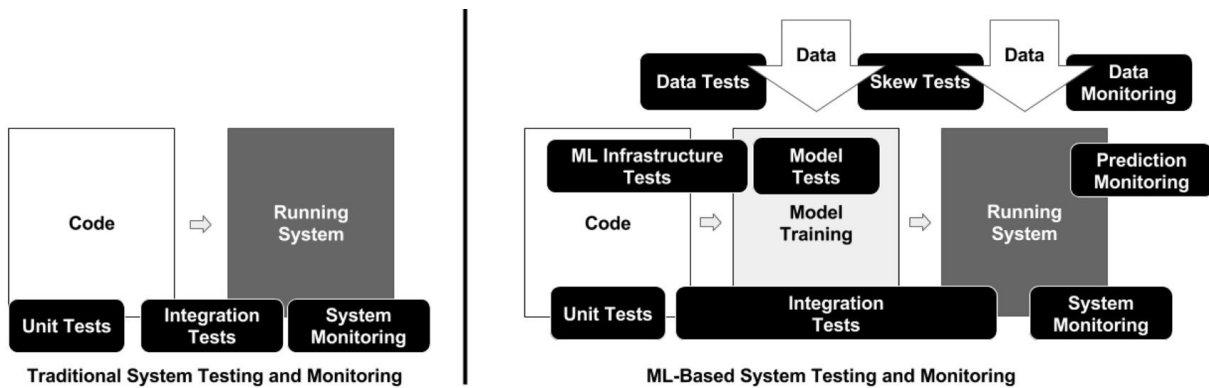 Code
Running
System
Unit Tests
Integration
Tests
System
Monitoring
Traditional System Testing and Monitoring
Data
Data
Data Tests
Skew Tests
Data
Monitoring
ML Infrastructure
Tests
Model
Tests
Prediction
Monitoring
Code
Model
Training
Running
System
Unit Tests
Integration
Tests
System
Monitoring
ML-Based System Testing and Monitoring